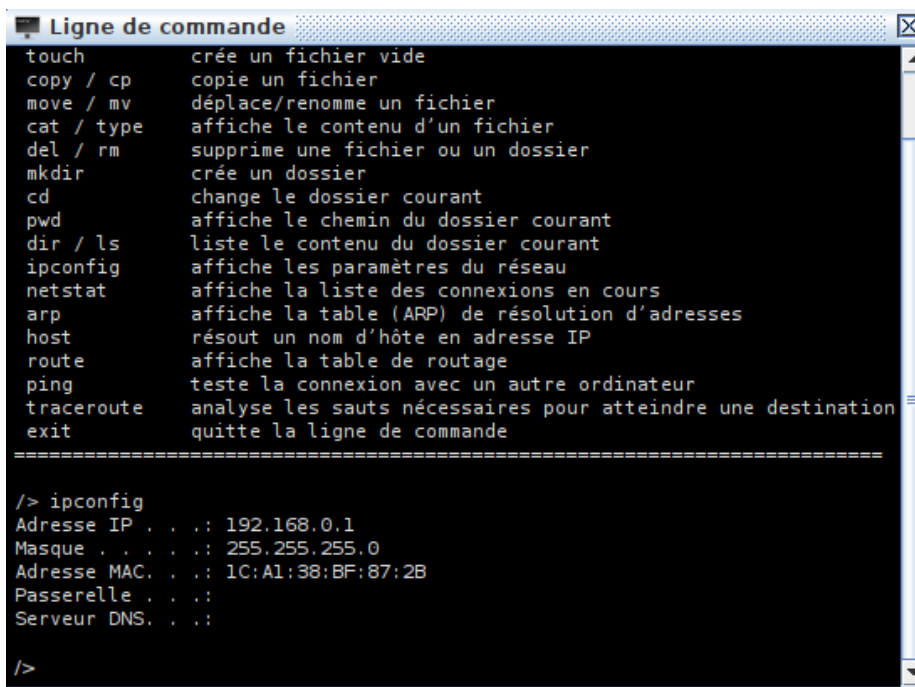 Ligne de commande
touch crée un fichier vide
copy / cp copie un fichier
move / mv déplace/renomme un fichier
cat / type affiche le contenu d'un fichier
del / rm supprime une fichier ou un dossier
mkdir crée un dossier
cd change le dossier courant
pwd affiche le chemin du dossier courant
dir / ls liste le contenu du dossier courant
ipconfig affiche les paramètres du réseau
netstat affiche la liste des connexions en cours
arp affiche la table (ARP) de résolution d'adresses
host résout un nom d'hôte en adresse IP
route affiche la table de routage
ping teste la connexion avec un autre ordinateur
traceroute analyse les sauts nécessaires pour atteindre une destination
exit quitte la ligne de commande
==========================================================================
/> ipconfig
Adresse IP . . .: 192.168.0.1
Masque . . . . .: 255.255.255.0
Adresse MAC. . .: 1C:A1:38:BF:87:2B
Passerelle . . .:
Serveur DNS. . .:
/>